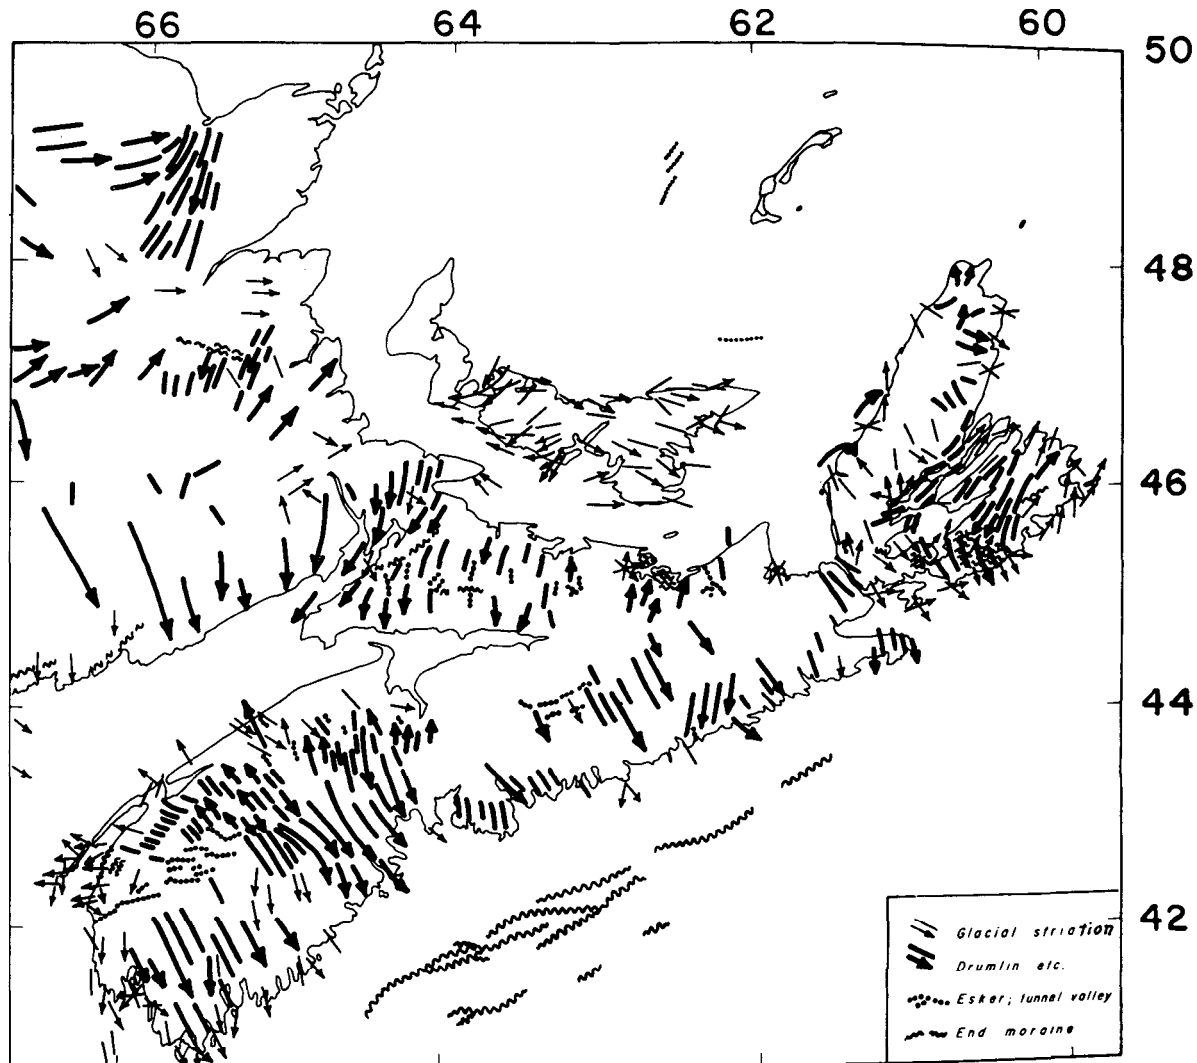 66 64 62 60
50
48
46
44
42
Glacial striation
Drumlin etc.
Esker; tunnel valley
End moraine